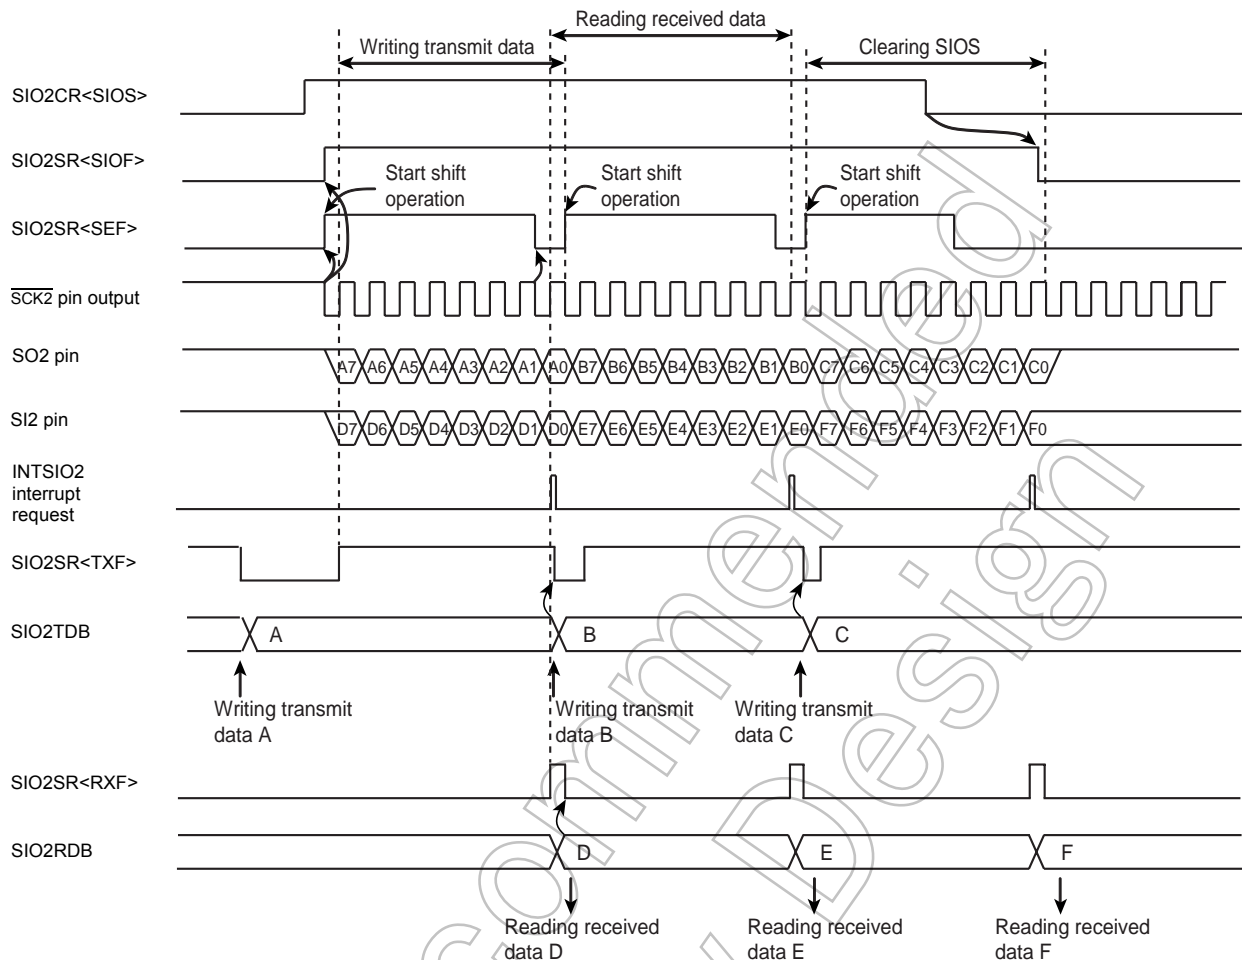 Reading received data
Writing transmit data
Clearing SIOS
SIO2CR<SIOS>
SIO2SR<SIOF>
Start shift
operation
Start shift
operation
Start shift
operation
SIO2SR<SEF>
SCK2 pin output
SO2 pin
A7 A6 A5 A4 A3 A2 A1 A0 B7 B6 B5 B4 B3 B2 B1 B0 C7 C6 C5 C4 C3 C2 C1 C0
SI2 pin
D7 D6 D5 D4 D3 D2 D1 D0 E7 E6 E5 E4 E3 E2 E1 E0 F7 F6 F5 F4 F3 F2 F1 F0
INTSIO2
interrupt
request
SIO2SR<TXF>
SIO2TDB
A
B
C
Writing transmit
data A
Writing transmit
data B
Writing transmit
data C
SIO2SR<RXF>
SIO2RDB
D
E
F
Reading received
data D
Reading received
data E
Reading received
data F
ommended
Design